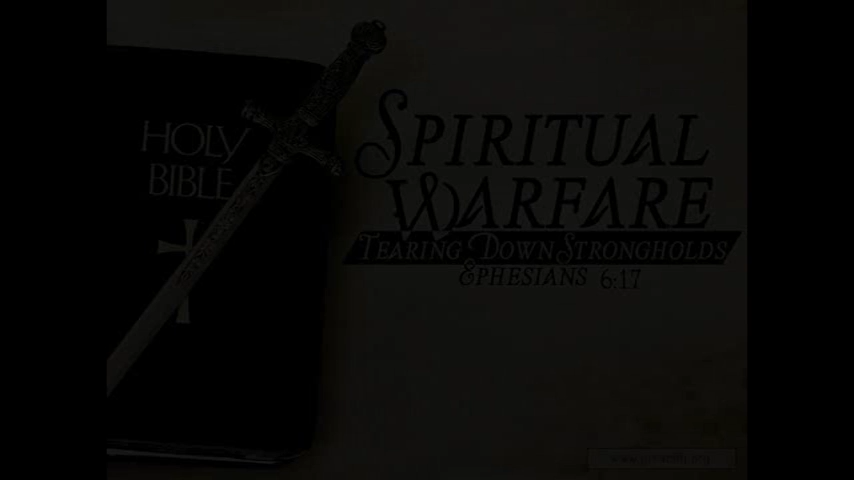 HOLY
BIBLE
SPIRITUAL
WARFARE
TEARING DOWN STRONGHOLDS
EPHESIANS 6:17